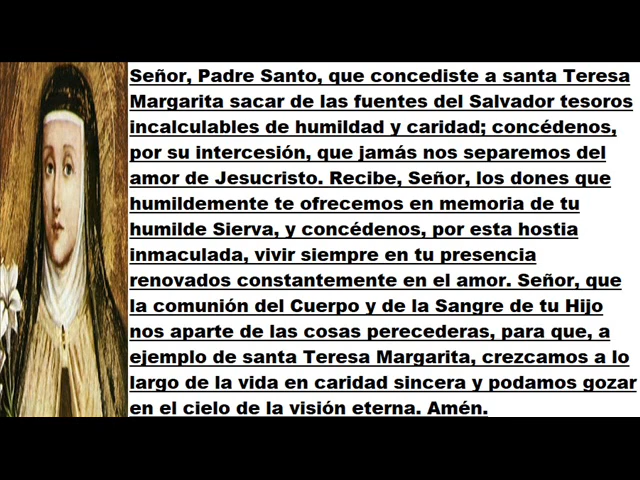 Señor, Padre Santo, que concediste a santa Teresa
Margarita sacar de las fuentes del Salvador tesoros
incalculables de humildad y caridad; concédenos,
por su intercesión, que jamás nos separemos del
amor de Jesucristo. Recibe, Señor, los dones que
humildemente te ofrecemos en memoria de tu
humilde Sierva, y concédenos, por esta hostia
inmaculada, vivir siempre en tu presencia
renovados constantemente en el amor. Señor, que
la comunión del Cuerpo y de la Sangre de tu Hijo
nos aparte de las cosas perecederas, para que, a
ejemplo de santa Teresa Margarita, crezcamos a lo
largo de la vida en caridad sincera y podamos gozar
en el cielo de la visión eterna. Amén.